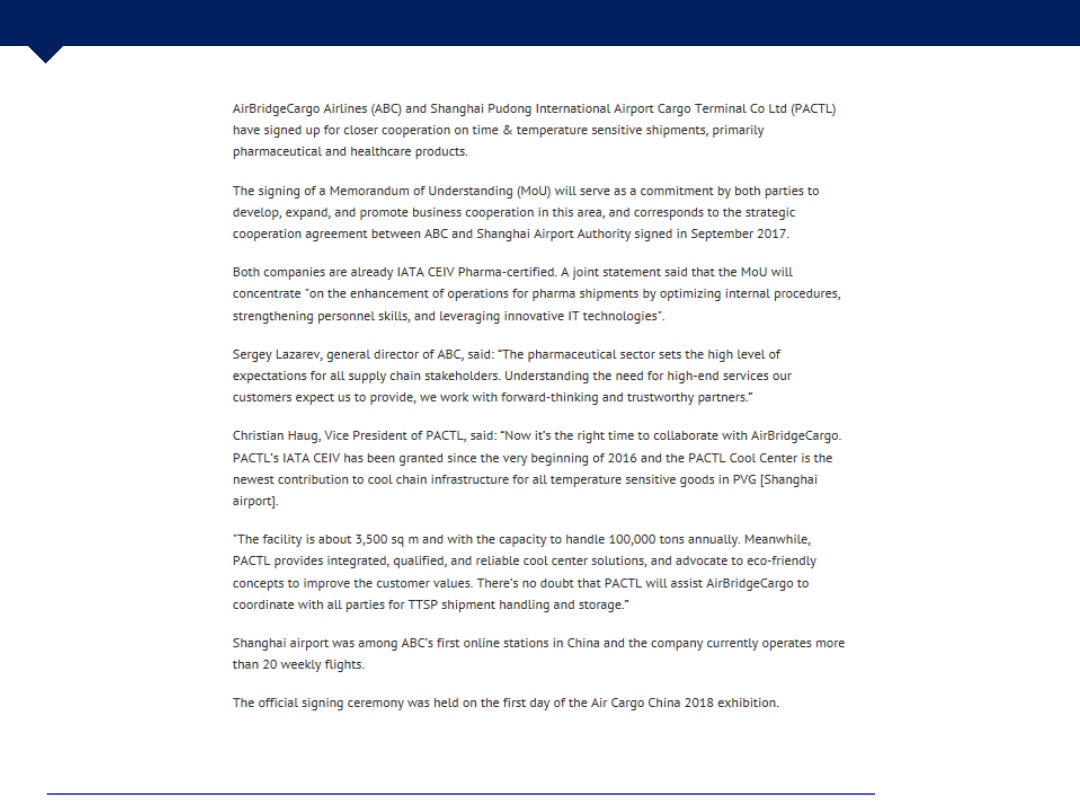 AirBridgeCargo Airlines (ABC) and Shanghai Pudong International Airport Cargo Terminal Co Ltd (PACTL)
have signed up for closer cooperation on time & temperature sensitive shipments, primarily
pharmaceutical and healthcare products.
The signing of a Memorandum of Understanding (MoU) will serve as a commitment by both parties to
develop, expand, and promote business cooperation in this area, and corresponds to the strategic
cooperation agreement between ABC and Shanghai Airport Authority signed in September 2017.
Both companies are already IATA CEIV Pharma-certified. A joint statement said that the MoU will
concentrate "on the enhancement of operations for pharma shipments by optimizing internal procedures,
strengthening personnel skills, and leveraging innovative IT technologies".
Sergey Lazarev, general director of ABC, said: “The pharmaceutical sector sets the high level of
expectations for all supply chain stakeholders. Understanding the need for high-end services our
customers expect us to provide, we work with forward-thinking and trustworthy partners.”
Christian Haug, Vice President of PACTL, said: “Now it’s the right time to collaborate with AirBridgeCargo.
PACTL’s IATA CEIV has been granted since the very beginning of 2016 and the PACTL Cool Center is the
newest contribution to cool chain infrastructure for all temperature sensitive goods in PVG [Shanghai
airport].
"The facility is about 3,500 sq m and with the capacity to handle 100,000 tons annually. Meanwhile,
PACTL provides integrated, qualified, and reliable cool center solutions, and advocate to eco-friendly
concepts to improve the customer values. There’s no doubt that PACTL will assist AirBridgeCargo to
coordinate with all parties for TTSP shipment handling and storage.”
Shanghai airport was among ABC’s first online stations in China and the company currently operates more
than 20 weekly flights.
The official signing ceremony was held on the first day of the Air Cargo China 2018 exhibition.